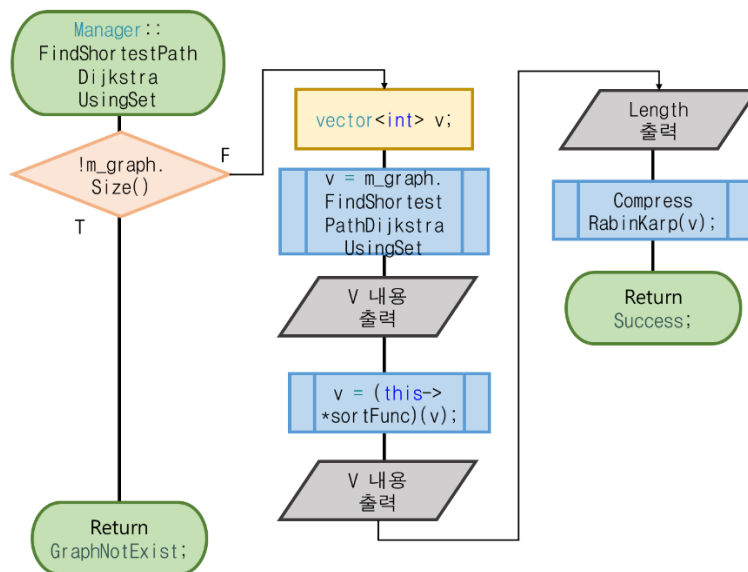 Manager::
FindShortestPath
Dijkstra
UsingSet
!m_graph.
Size()
F
T
Return
GraphNotExist;
vector<int> v;
v = m_graph.
FindShortest
PathDijkstra
UsingSet
V 내용
출력
v = (this->
*sortFunc)(v);
V 내용
출력
Length
출력
Compress
RabinKarp(v);
Return
Success;